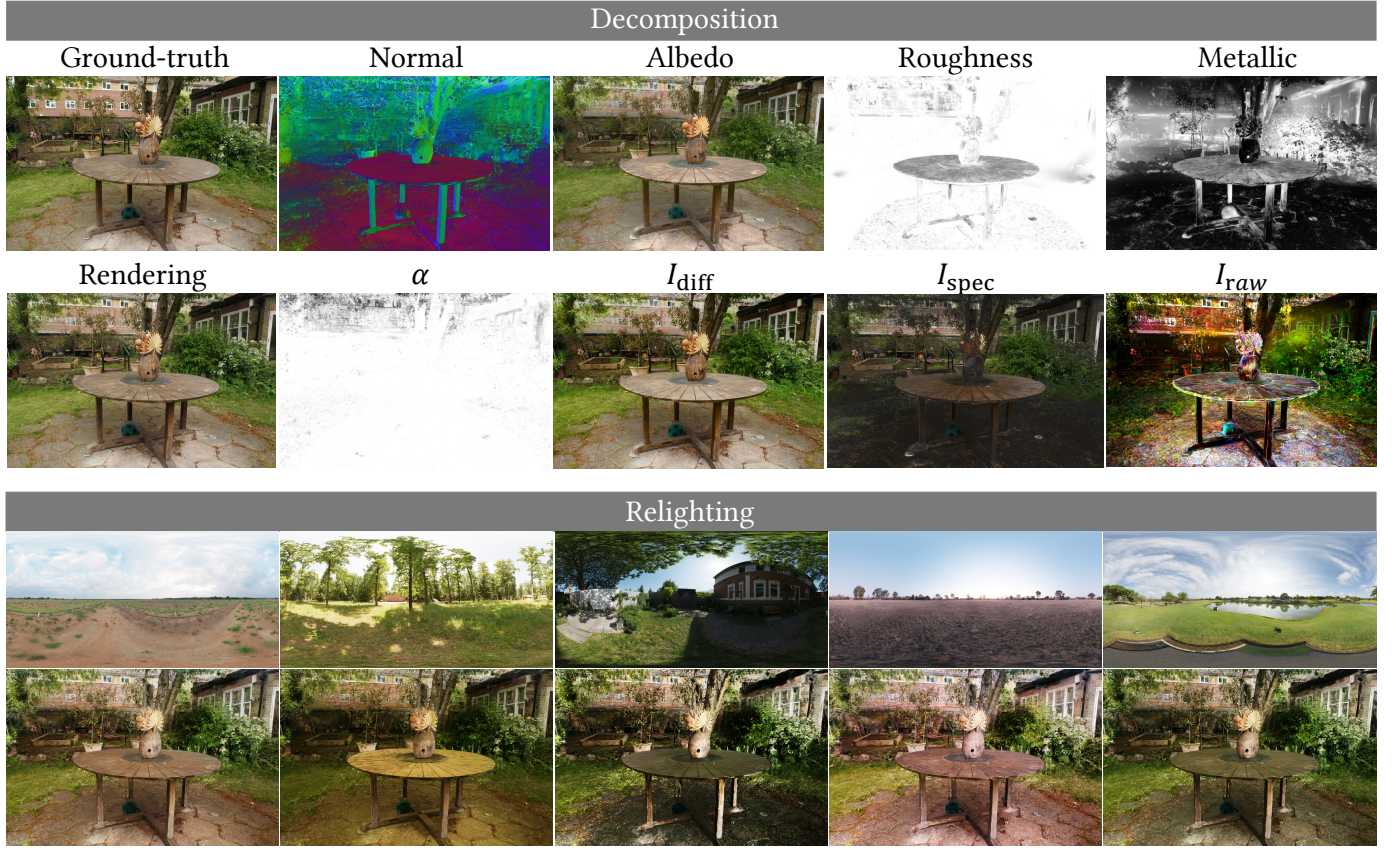 Decomposition
Ground-truth Normal Albedo Roughness Metallic
Rendering α I_diff I_spec I_raw
Relighting